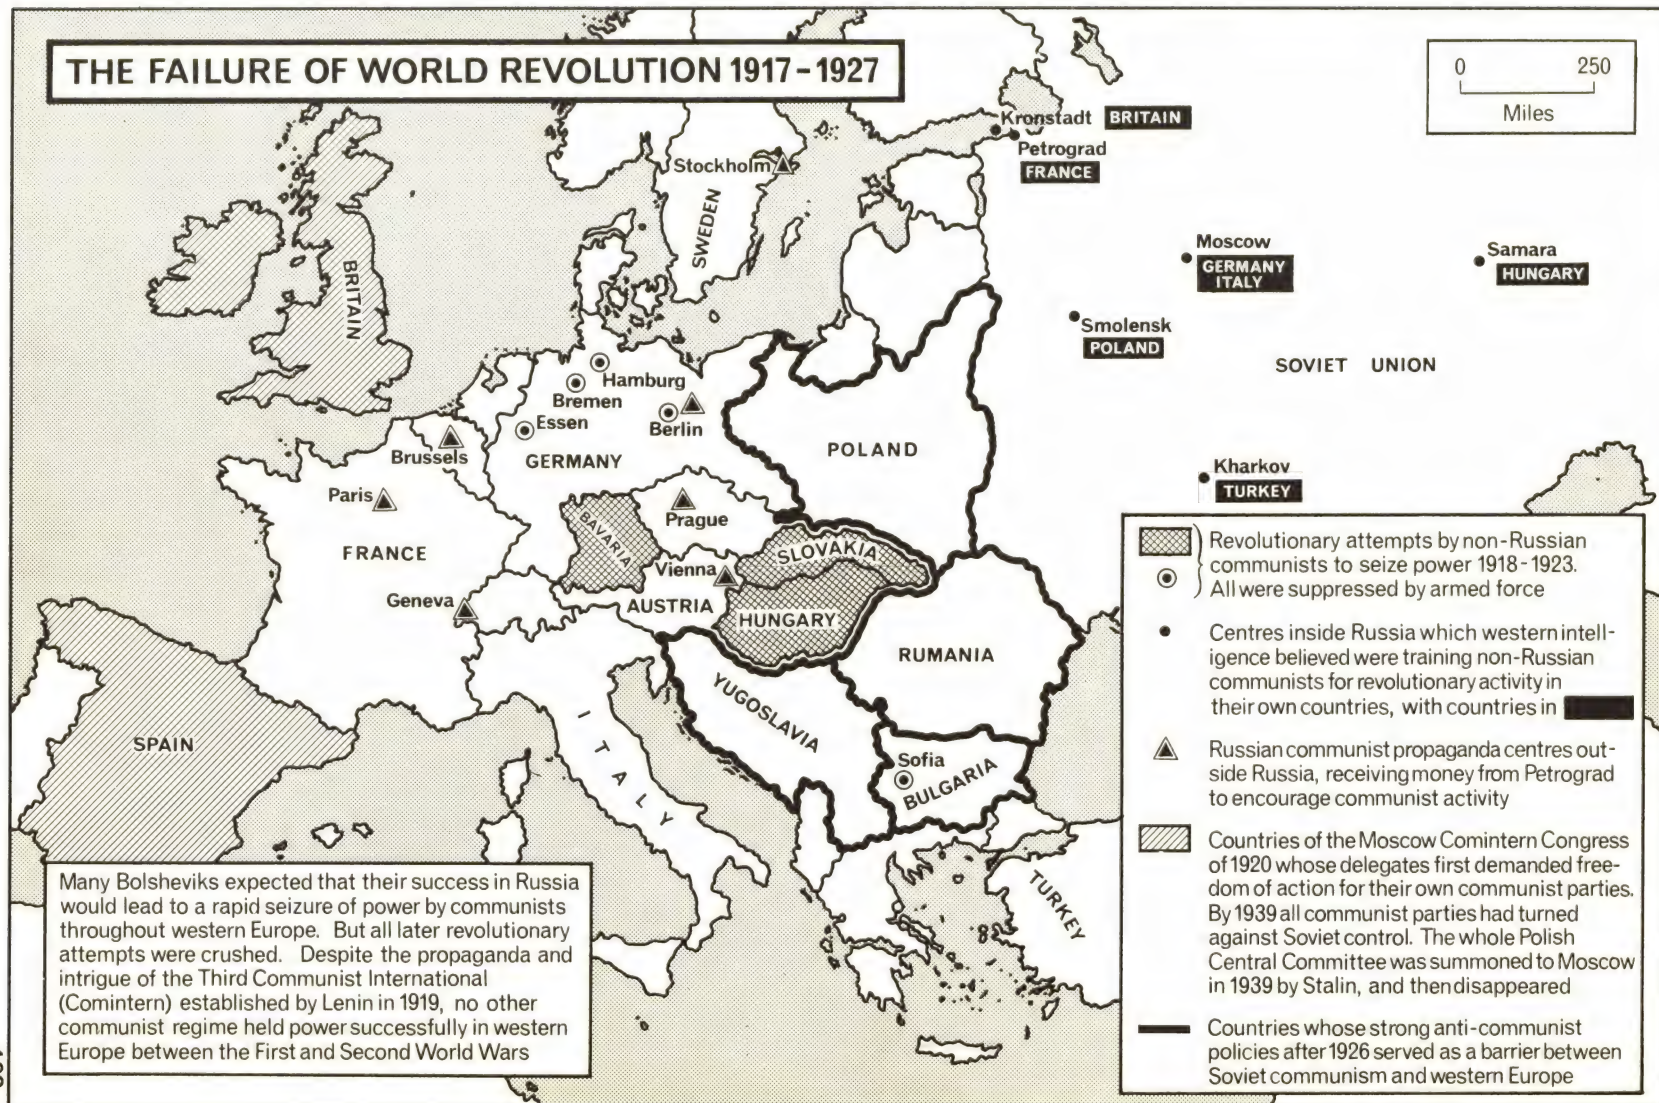 THE FAILURE OF WORLD REVOLUTION 1917-1927
0 250
Miles
Kronstadt BRITAIN
Petrograd
FRANCE
Stockholm
SWEDEN
Moscow
GERMANY
ITALY
Samara
HUNGARY
BRITAIN
Smolensk
POLAND
SOVIET UNION
Hamburg
Bremen
Essen
Berlin
Brussels
GERMANY
POLAND
Kharkov
TURKEY
Paris
Prague
BAVARIA
FRANCE
SLOVAKIA
Vienna
Geneva
AUSTRIA
HUNGARY
RUMANIA
YUGOSLAVIA
ITALY
SPAIN
Sofia
BULGARIA
TURKEY
Revolutionary attempts by non-Russian
communists to seize power 1918-1923.
All were suppressed by armed force
Centres inside Russia which western intell-
igence believed were training non-Russian
communists for revolutionary activity in
their own countries, with countries in
Russian communist propaganda centres out-
side Russia, receiving money from Petrograd
to encourage communist activity
Countries of the Moscow Comintern Congress
of 1920 whose delegates first demanded free-
dom of action for their own communist parties.
By 1939 all communist parties had turned
against Soviet control. The whole Polish
Central Committee was summoned to Moscow
in 1939 by Stalin, and then disappeared
Countries whose strong anti-communist
policies after 1926 served as a barrier between
Soviet communism and western Europe
Many Bolsheviks expected that their success in Russia
would lead to a rapid seizure of power by communists
throughout western Europe. But all later revolutionary
attempts were crushed. Despite the propaganda and
intrigue of the Third Communist International
(Comintern) established by Lenin in 1919, no other
communist regime held power successfully in western
Europe between the First and Second World Wars